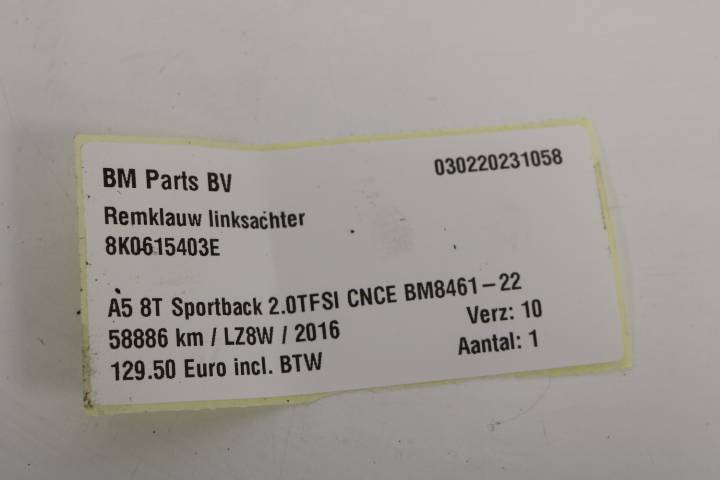 BM Parts BV
030220231058
Remklauw linksachter
8K0615403E
A5 8T Sportback 2.0TFSI CNCE BM8461-22
58886 km / LZ8W / 2016
Verz: 10
129.50 Euro incl. BTW
Aantal: 1